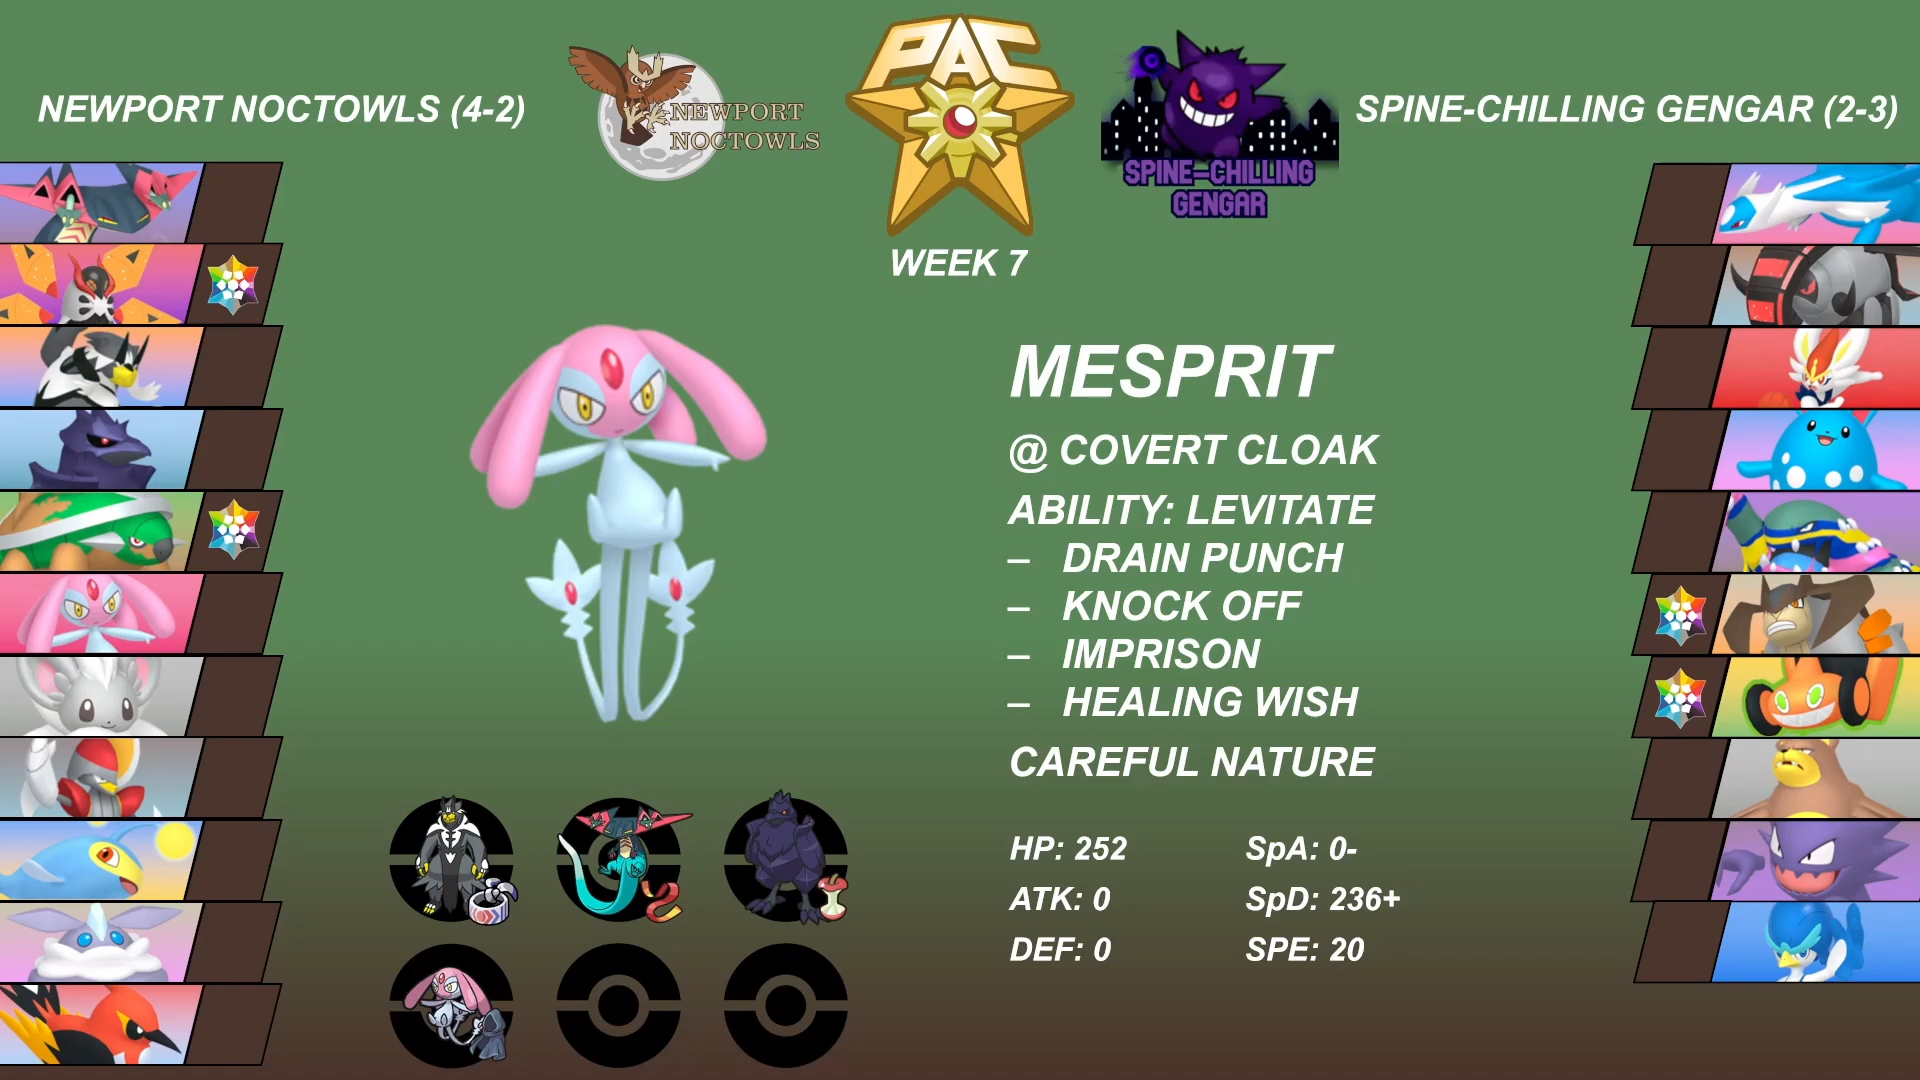 NEWPORT NOCTOWLS (4-2)
NEWPORT
NOCTOWLS
PAC
SPINE-CHILLING
GENGAR
SPINE-CHILLING GENGAR (2-3)
WEEK 7
MESPRIT
@ COVERT CLOAK
ABILITY: LEVITATE
– DRAIN PUNCH
– KNOCK OFF
– IMPRISON
– HEALING WISH
CAREFUL NATURE
HP: 252 SpA: 0-
ATK: 0 SpD: 236+
DEF: 0 SPE: 20